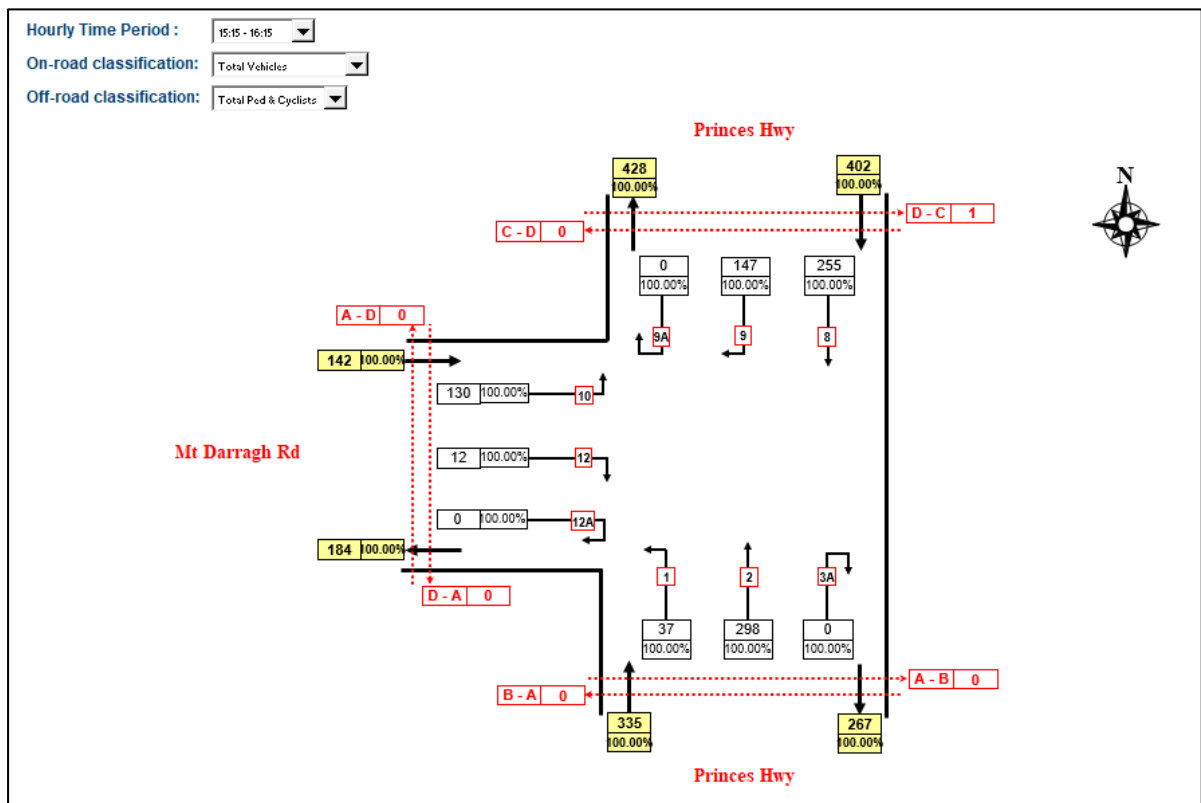 Hourly Time Period : 15:15 - 16:15
On-road classification: Total Vehicles
Off-road classification: Total Ped & Cyclists
Princes Hwy
428
100.00%
402
100.00%
N
D - C 1
C - D 0
0
100.00%
147
100.00%
255
100.00%
A - D 0
9A
9
8
142 100.00%
130 100.00% 10
Mt Darragh Rd
12 100.00% 12
0 100.00% 12A
184 100.00%
1
2
3A
D - A 0
37
100.00%
298
100.00%
0
100.00%
A - B 0
B - A 0
335
100.00%
267
100.00%
Princes Hwy